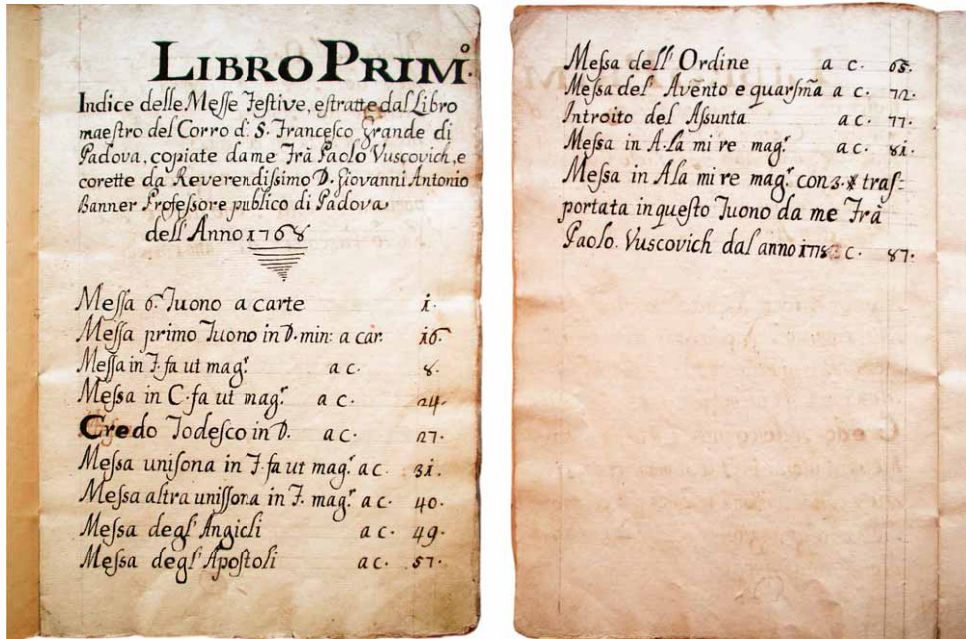 LIBRO PRIMº.
Indice delle Messe Festive, estratte dal Libro
maestro del Corro d: S. Francesco Grande di
Padova, copiate da me Frà Paolo Vuscovich, e
corette da Reverendissimo D. Giovanni Antonio
Banner Professore publico di Padova
dell'Anno 1768
Messa 6.º Tuono a carte 1.
Messa primo Tuono in D. min: a car. 16.
Messa in F. fa ut mag.r a c. 8.
Messa in C. fa ut mag.r a c. 24.
Credo Todesco in D. a c. 27.
Messa unisona in F. fa ut mag.r a c. 31.
Messa altra unissona in F. mag.r a c. 40.
Messa degl' Angicli a c. 49.
Messa degl' Apostoli a c. 57.
Messa dell' Ordine a c. 65.
Messa del' Avento e quarsm̃a a c. 72.
Introito del Assunta a c. 77.
Messa in A. la mi re mag.r a c. 81.
Messa in A la mi re mag.r con 3. # tras-
portata in questo Tuono da me Frà
Paolo Vuscovich dal anno 1778: c. 87.